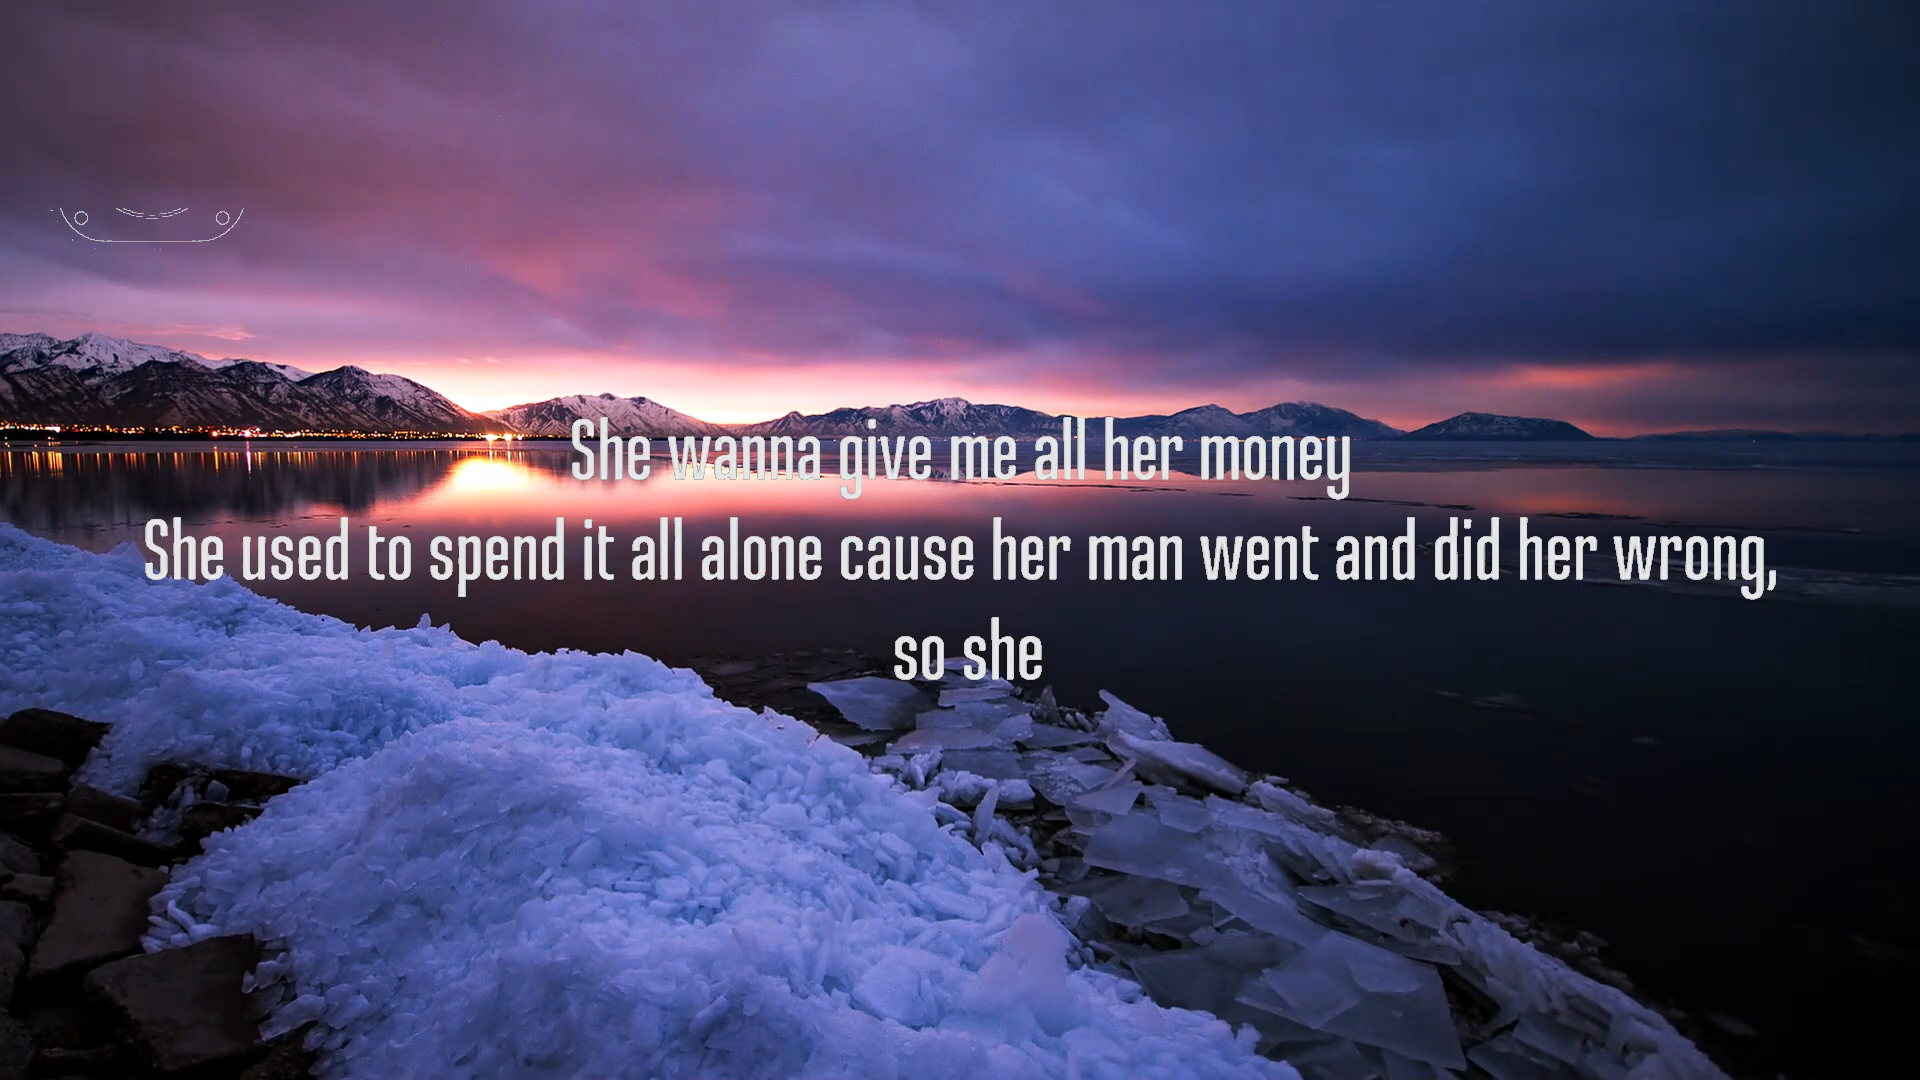 She wanna give me all her money
She used to spend it all alone cause her man went and did her wrong,
so she